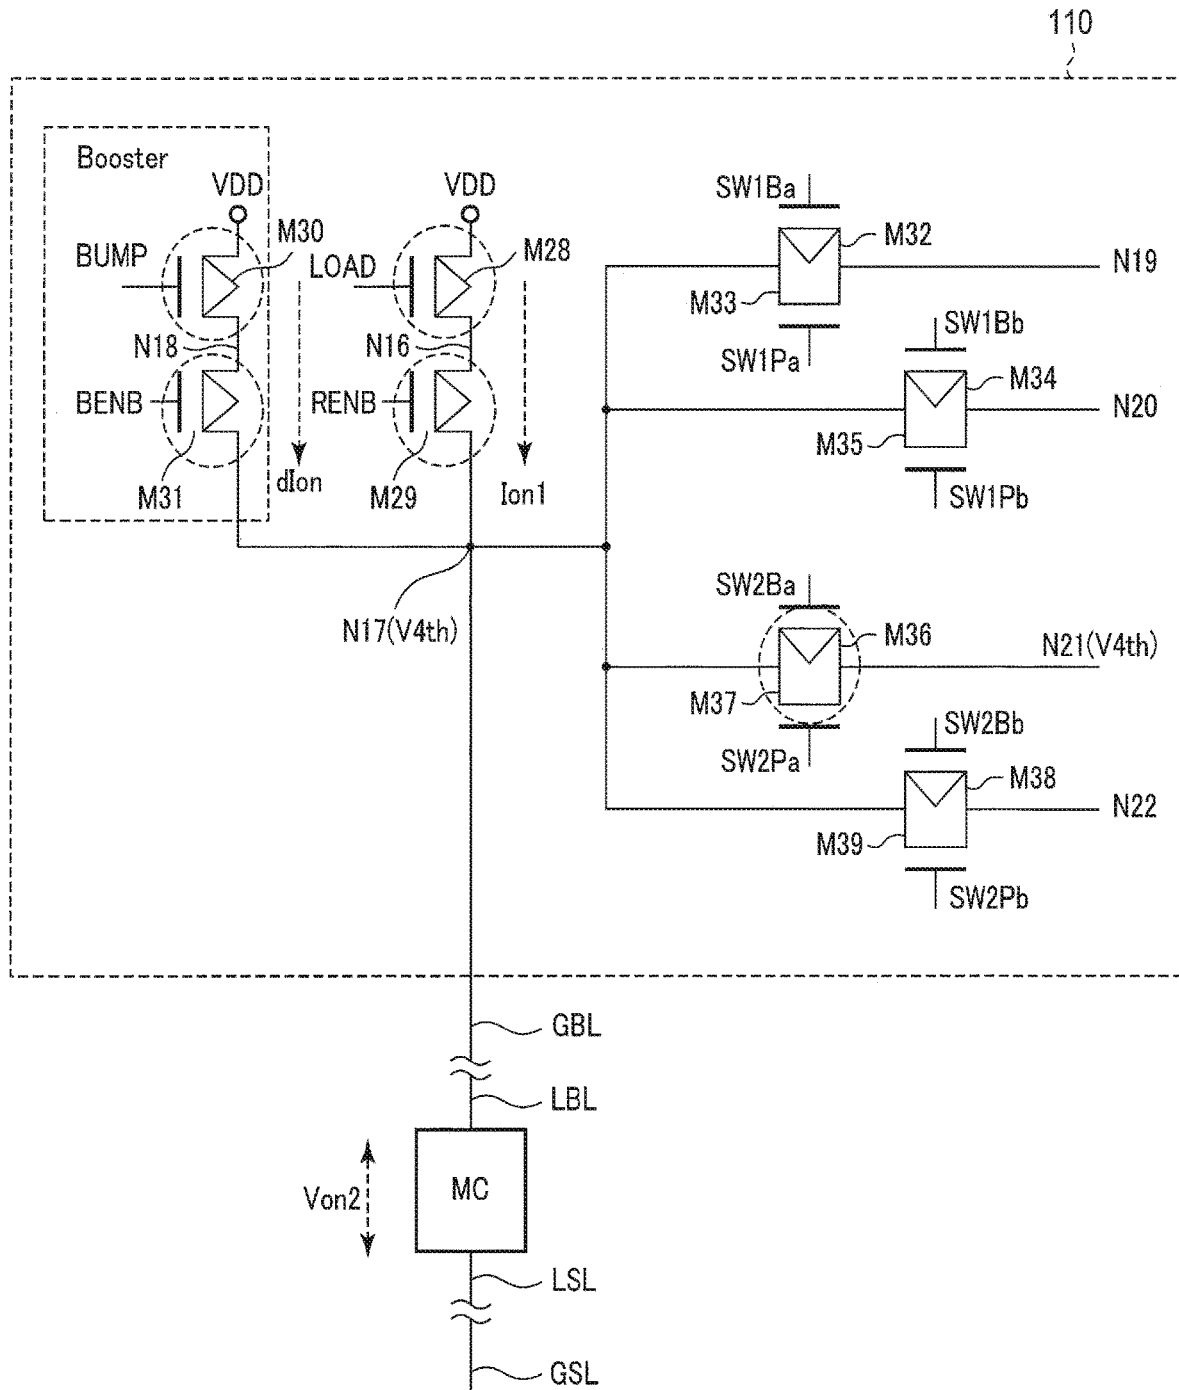 110
Booster
VDD
VDD
BUMP
M30
LOAD
M28
N18
N16
BENB
RENB
M31
dIon
M29
Ion1
N17(V4th)
SW1Ba
M32
N19
M33
SW1Pa
SW1Bb
M34
N20
M35
SW1Pb
SW2Ba
M36
N21(V4th)
M37
SW2Pa
SW2Bb
M38
N22
M39
SW2Pb
GBL
LBL
Von2
MC
LSL
GSL